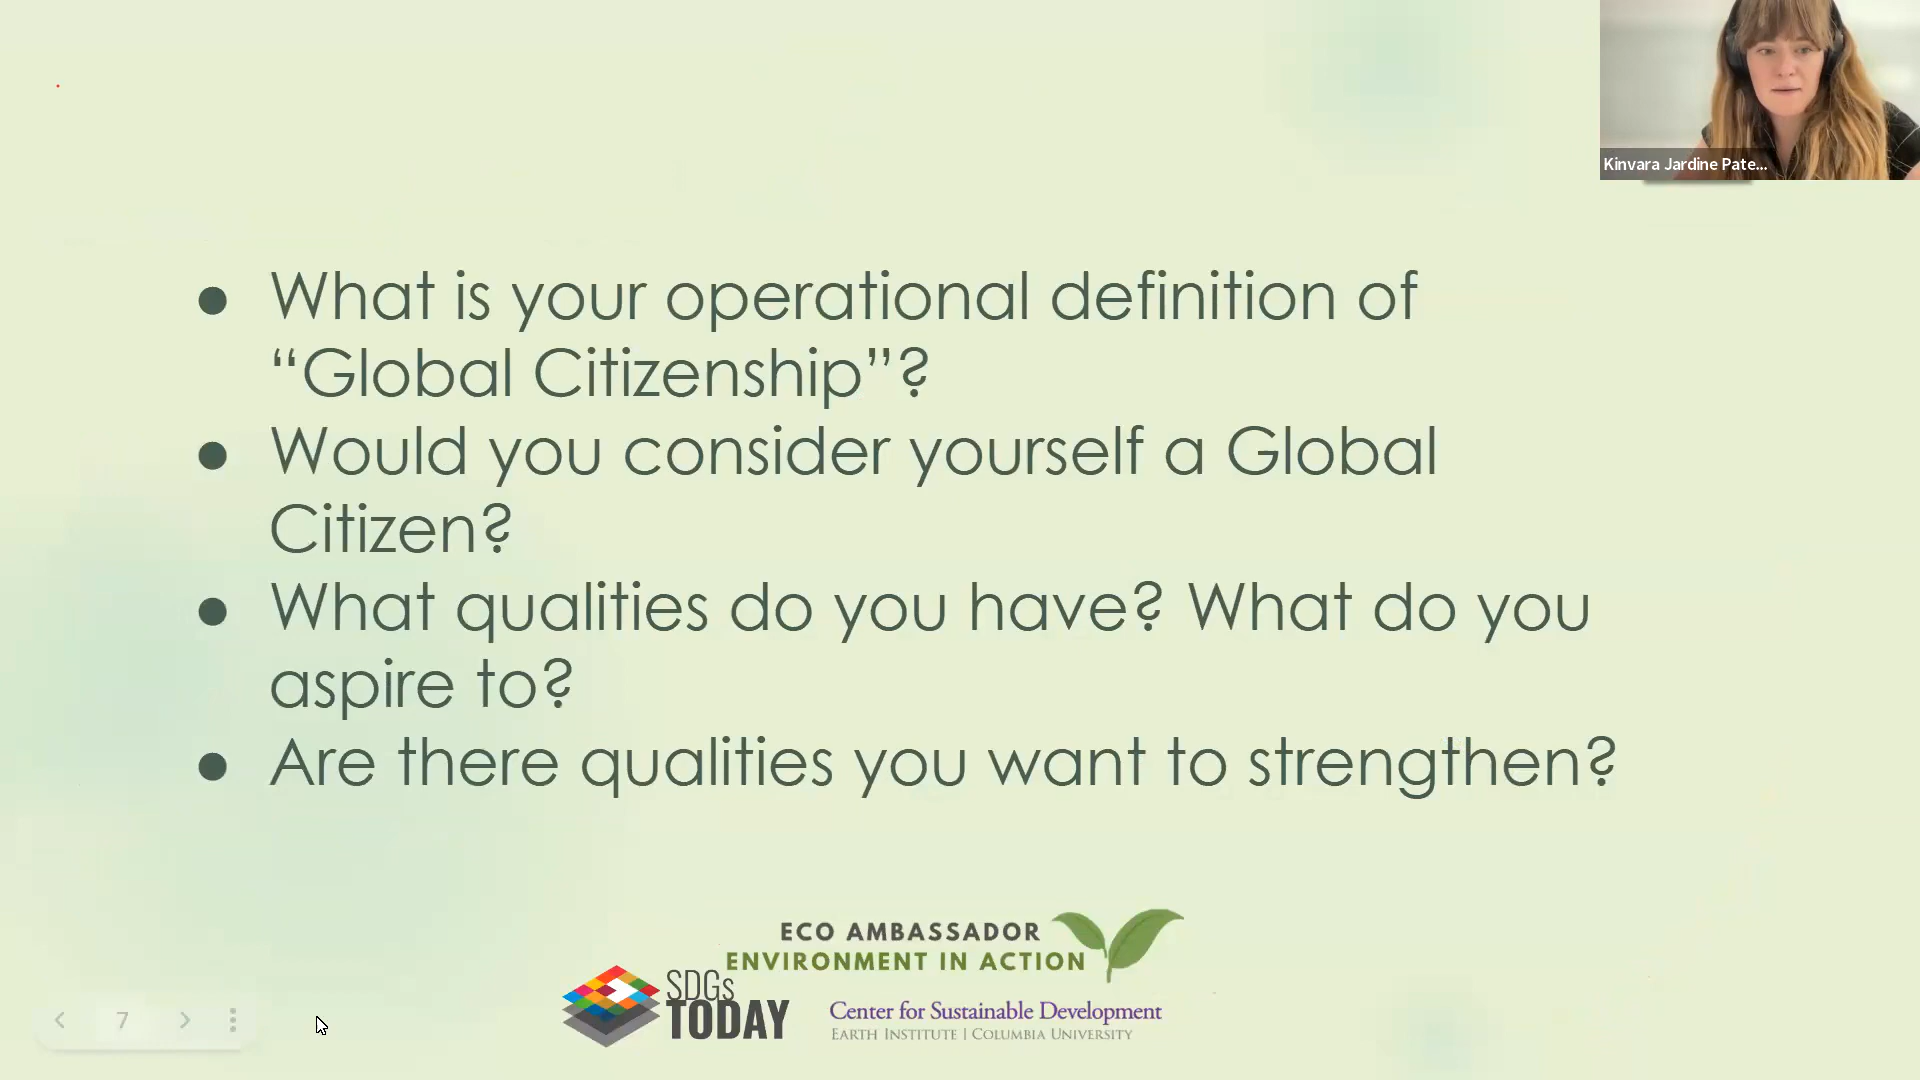 Kinvara Jardine Pate...
● What is your operational definition of
“Global Citizenship”?
● Would you consider yourself a Global
Citizen?
● What qualities do you have? What do you
aspire to?
● Are there qualities you want to strengthen?
ECO AMBASSADOR
ENVIRONMENT IN ACTION
SDGs
TODAY
Center for Sustainable Development
EARTH INSTITUTE | COLUMBIA UNIVERSITY
7